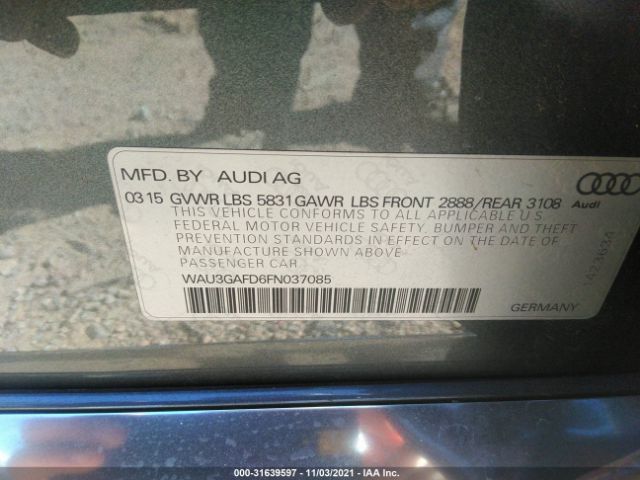 MFD. BY AUDI AG
03 15 GVWR LBS 5831 GAWR LBS FRONT 2888/REAR 3108
Audi
THIS VEHICLE CONFORMS TO ALL APPLICABLE U.S.
FEDERAL MOTOR VEHICLE SAFETY, BUMPER AND THEFT
PREVENTION STANDARDS IN EFFECT ON THE DATE OF
MANUFACTURE SHOWN ABOVE
PASSENGER CAR.
WAU3GAFD6FN037085
GERMANY
000-31639597 - 11/03/2021 - IAA Inc.